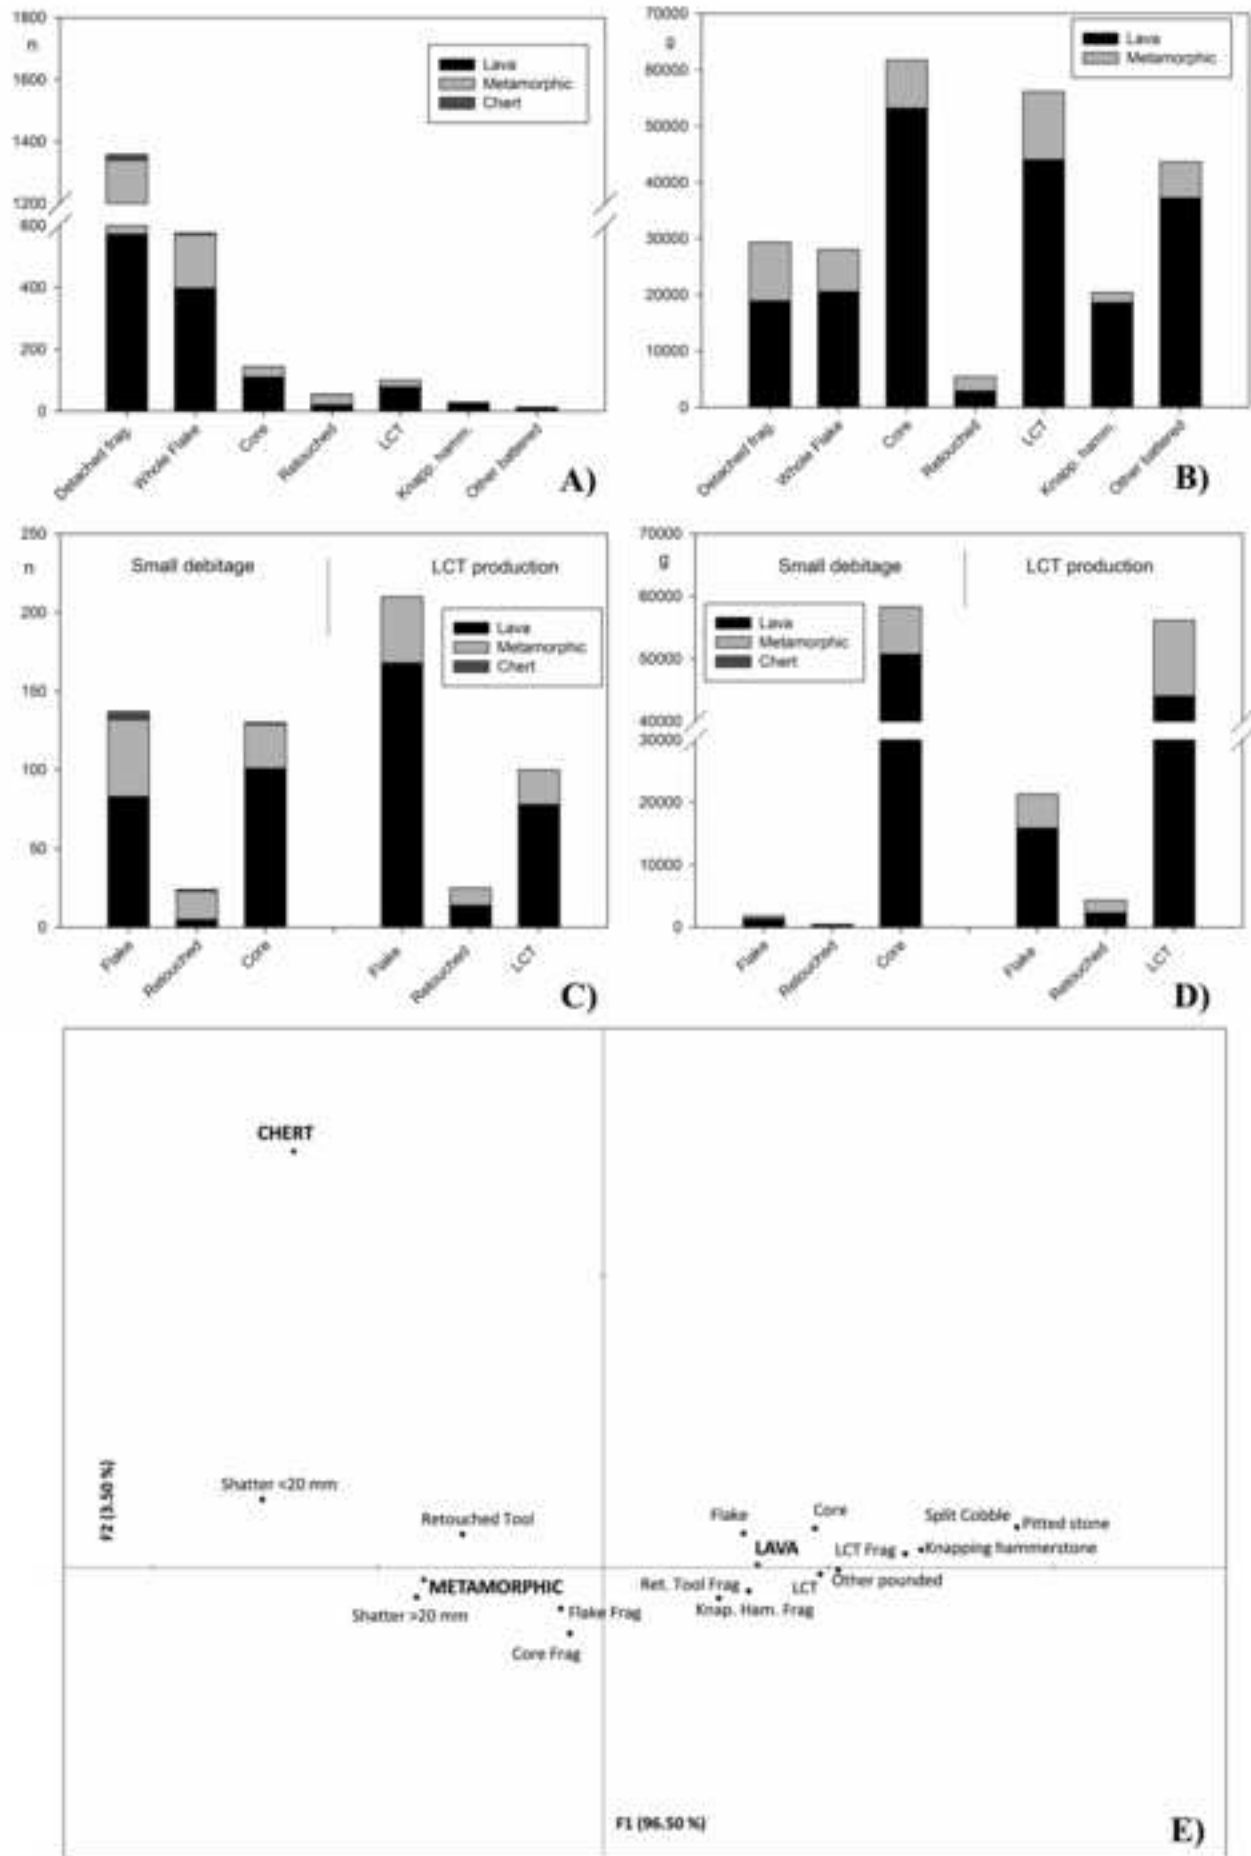 1800
n
1600
1400
1200
600
400
200
0
Lava
Metamorphic
Chert
Detached frag.
Whole Flake
Core
Retouched
LCT
Knapp. hamm.
Other battered
A)
70000
g
60000
50000
40000
30000
20000
10000
0
Lava
Metamorphic
Detached frag.
Whole Flake
Core
Retouched
LCT
Knapp. hamm.
Other battered
B)
250
n
200
150
100
50
0
Small debitage
LCT production
Lava
Metamorphic
Chert
Flake
Retouched
Core
Flake
Retouched
LCT
C)
70000
g
60000
50000
40000
30000
20000
10000
0
Small debitage
LCT production
Lava
Metamorphic
Chert
Flake
Retouched
Core
Flake
Retouched
LCT
D)
CHERT
F2 (3.50 %)
Shatter <20 mm
Retouched Tool
Flake
Core
Split Cobble
Pitted stone
LAVA
LCT Frag
Knapping hammerstone
METAMORPHIC
Ret. Tool Frag
LCT
Other pounded
Shatter >20 mm
Flake Frag
Knap. Ham. Frag
Core Frag
F1 (96.50 %)
E)